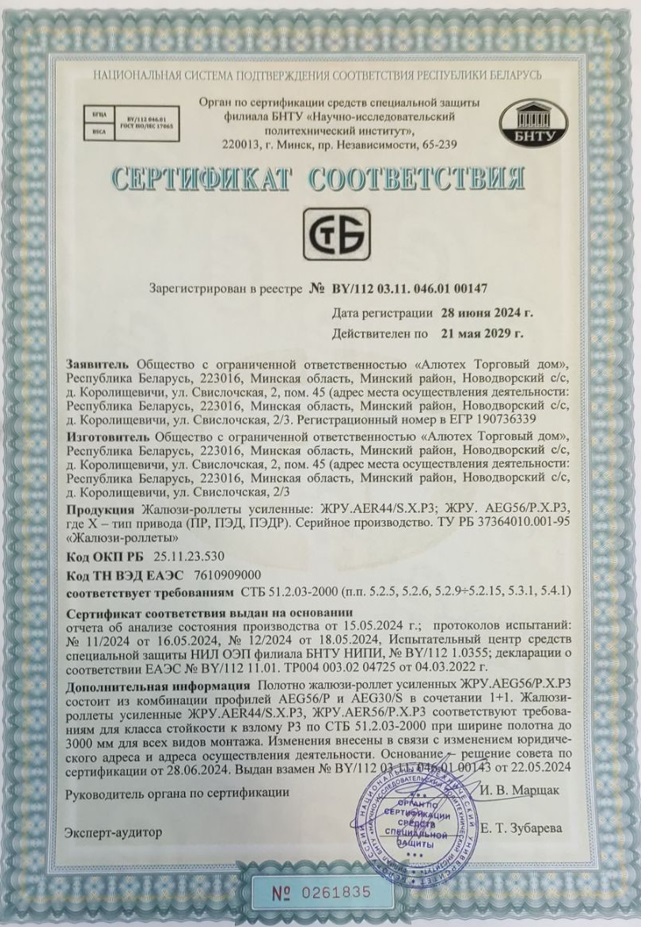 НАЦИОНАЛЬНАЯ СИСТЕМА ПОДТВЕРЖДЕНИЯ СООТВЕТСТВИЯ РЕСПУБЛИКИ БЕЛАРУСЬ
БГЦА
BSCA
BY/112 046.01
ГОСТ ISO/IEC 17065
Орган по сертификации средств специальной защиты
филиала БНТУ «Научно-исследовательский
политехнический институт»,
220013, г. Минск, пр. Независимости, 65-239
БНТУ
СЕРТИФИКАТ СООТВЕТСТВИЯ
СТБ
Зарегистрирован в реестре № BY/112 03.11. 046.01 00147
Дата регистрации 28 июня 2024 г.
Действителен по 21 мая 2029 г.
Заявитель Общество с ограниченной ответственностью «Алютех Торговый дом»,
Республика Беларусь, 223016, Минская область, Минский район, Новодворский с/с,
д. Королищевичи, ул. Свислочская, 2, пом. 45 (адрес места осуществления деятельности:
Республика Беларусь, 223016, Минская область, Минский район, Новодворский с/с,
д. Королищевичи, ул. Свислочская, 2/3. Регистрационный номер в ЕГР 190736339
Изготовитель Общество с ограниченной ответственностью «Алютех Торговый дом»,
Республика Беларусь, 223016, Минская область, Минский район, Новодворский с/с,
д. Королищевичи, ул. Свислочская, 2, пом. 45 (адрес места осуществления деятельности:
Республика Беларусь, 223016, Минская область, Минский район, Новодворский с/с,
д. Королищевичи, ул. Свислочская, 2/3
Продукция Жалюзи-роллеты усиленные: ЖРУ.AER44/S.X.P3; ЖРУ. AEG56/P.X.P3,
где X – тип привода (ПР, ПЭД, ПЭДР). Серийное производство. ТУ РБ 37364010.001-95
«Жалюзи-роллеты»
Код ОКП РБ 25.11.23.530
Код ТН ВЭД ЕАЭС 7610909000
соответствует требованиям СТБ 51.2.03-2000 (п.п. 5.2.5, 5.2.6, 5.2.9÷5.2.15, 5.3.1, 5.4.1)
Сертификат соответствия выдан на основании
отчета об анализе состояния производства от 15.05.2024 г.; протоколов испытаний:
№ 11/2024 от 16.05.2024, № 12/2024 от 18.05.2024, Испытательный центр средств
специальной защиты НИЛ ОЭП филиала БНТУ НИПИ, № BY/112 1.0355; декларации о
соответствии ЕАЭС № BY/112 11.01. ТР004 003.02 04725 от 04.03.2022 г.
Дополнительная информация Полотно жалюзи-роллет усиленных ЖРУ.AEG56/P.X.P3
состоит из комбинации профилей AEG56/P и AEG30/S в сочетании 1+1. Жалюзи-
роллеты усиленные ЖРУ.AER44/S.X.P3, ЖРУ.AER56/P.X.P3 соответствуют требова-
ниям для класса стойкости к взлому P3 по СТБ 51.2.03-2000 при ширине полотна до
3000 мм для всех видов монтажа. Изменения внесены в связи с изменением юридиче-
ского адреса и адреса осуществления деятельности. Основание – решение совета по
сертификации от 28.06.2024. Выдан взамен № BY/112 03.11. 046.01 00143 от 22.05.2024
Руководитель органа по сертификации
И. В. Марщак
ОРГАН ПО
СЕРТИФИКАЦИИ
СРЕДСТВ
СПЕЦИАЛЬНОЙ
ЗАЩИТЫ
Эксперт-аудитор
Е. Т. Зубарева
№ 0261835